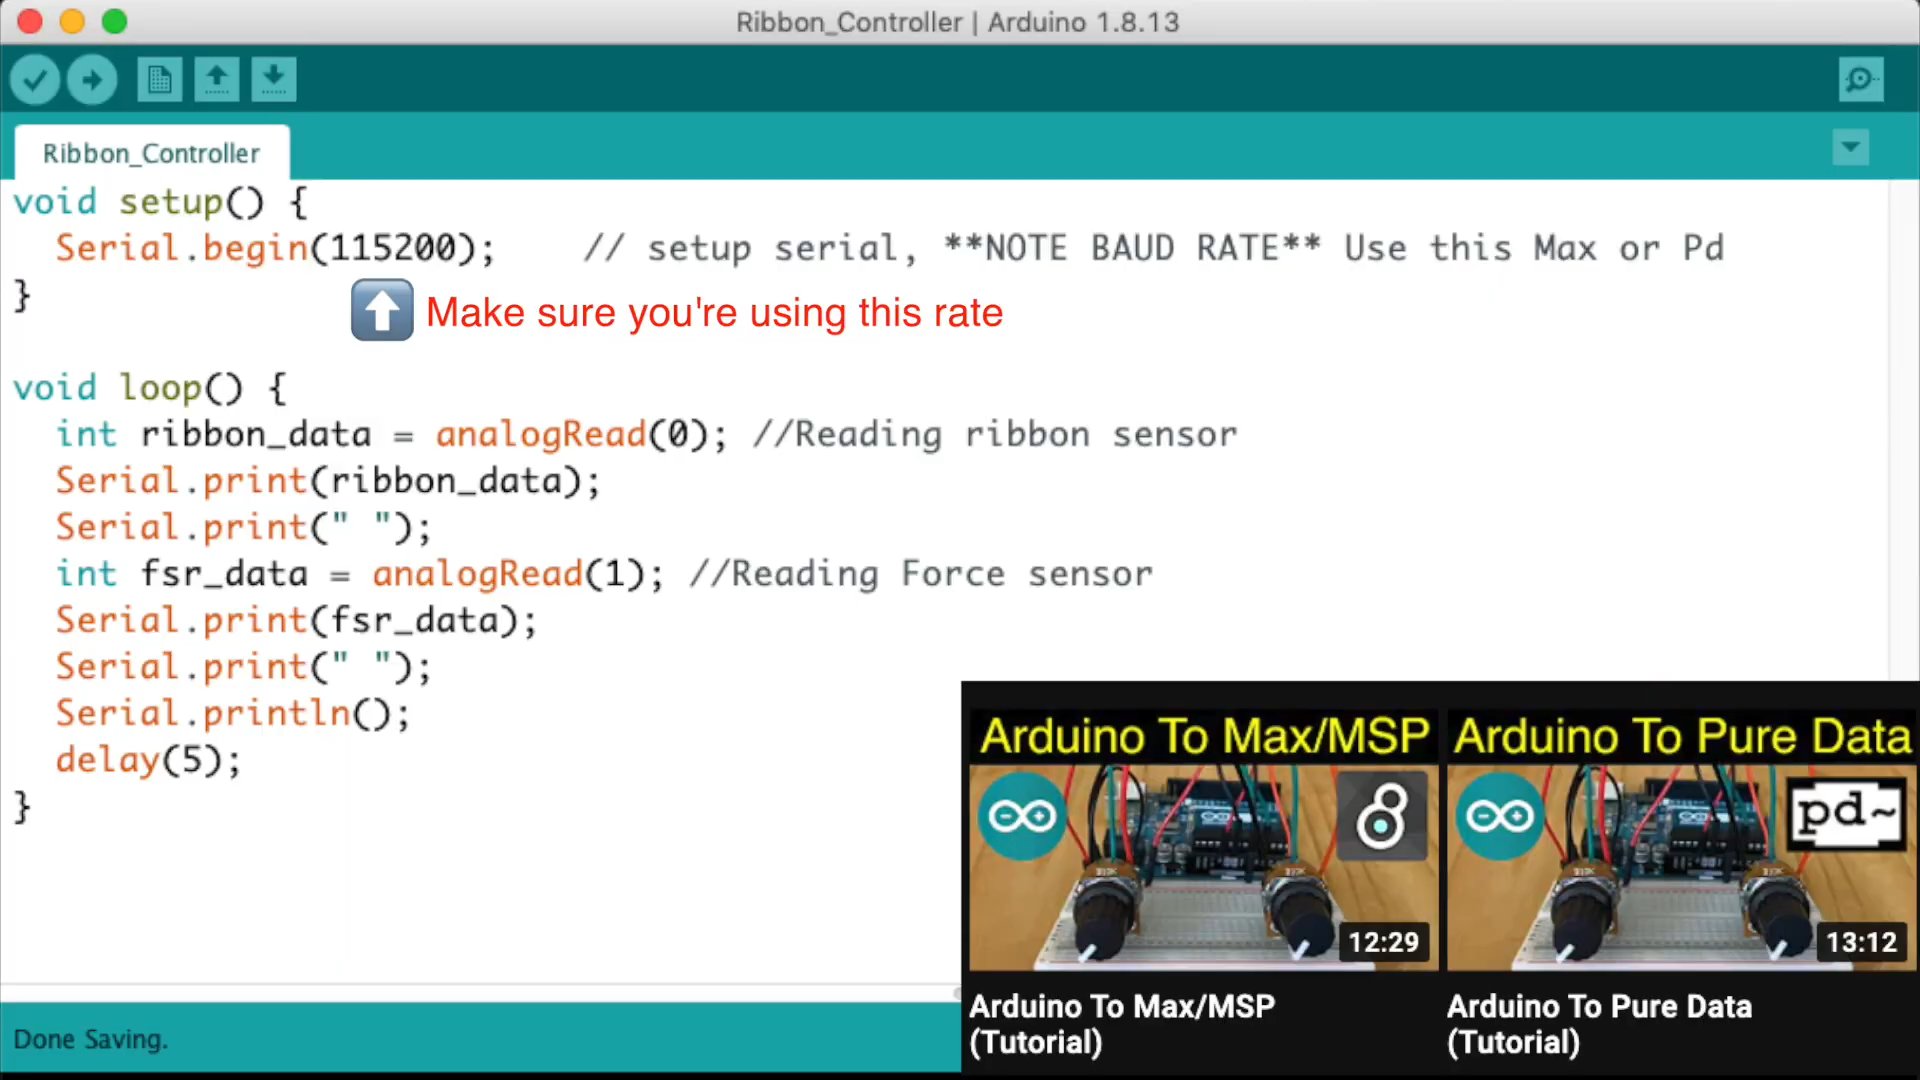 Ribbon_Controller | Arduino 1.8.13
Ribbon_Controller
void setup() {
Serial.begin(115200); // setup serial, **NOTE BAUD RATE** Use this Max or Pd
}
Make sure you're using this rate
void loop() {
int ribbon_data = analogRead(0); //Reading ribbon sensor
Serial.print(ribbon_data);
Serial.print(" ");
int fsr_data = analogRead(1); //Reading Force sensor
Serial.print(fsr_data);
Serial.print(" ");
Serial.println();
delay(5);
}
Arduino To Max/MSP
12:29
Arduino To Max/MSP
(Tutorial)
Arduino To Pure Data
pd~
13:12
Arduino To Pure Data
(Tutorial)
Done Saving.